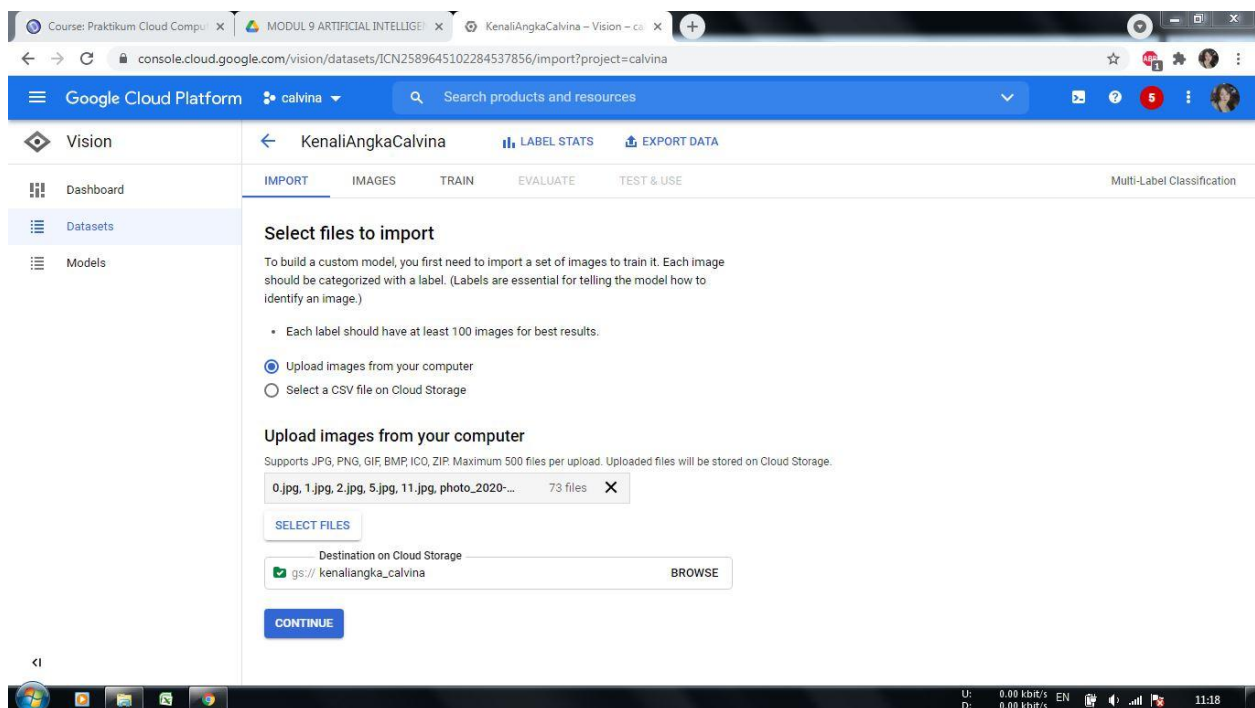 Course: Praktikum Cloud Compu
MODUL 9 ARTIFICIAL INTELLIGEN
KenaliAngkaCalvina – Vision – ca
console.cloud.google.com/vision/datasets/ICN2589645102284537856/import?project=calvina
Google Cloud Platform
calvina
Search products and resources
5
Vision
KenaliAngkaCalvina
LABEL STATS
EXPORT DATA
Dashboard
Datasets
Models
IMPORT
IMAGES
TRAIN
EVALUATE
TEST & USE
Multi-Label Classification
Select files to import
To build a custom model, you first need to import a set of images to train it. Each image
should be categorized with a label. (Labels are essential for telling the model how to
identify an image.)
• Each label should have at least 100 images for best results.
Upload images from your computer
Select a CSV file on Cloud Storage
Upload images from your computer
Supports JPG, PNG, GIF, BMP, ICO, ZIP. Maximum 500 files per upload. Uploaded files will be stored on Cloud Storage.
0.jpg, 1.jpg, 2.jpg, 5.jpg, 11.jpg, photo_2020-... 73 files
SELECT FILES
Destination on Cloud Storage
gs:// kenaliangka_calvina
BROWSE
CONTINUE
U: 0.00 kbit/s
D: 0.00 kbit/s
EN
11:18